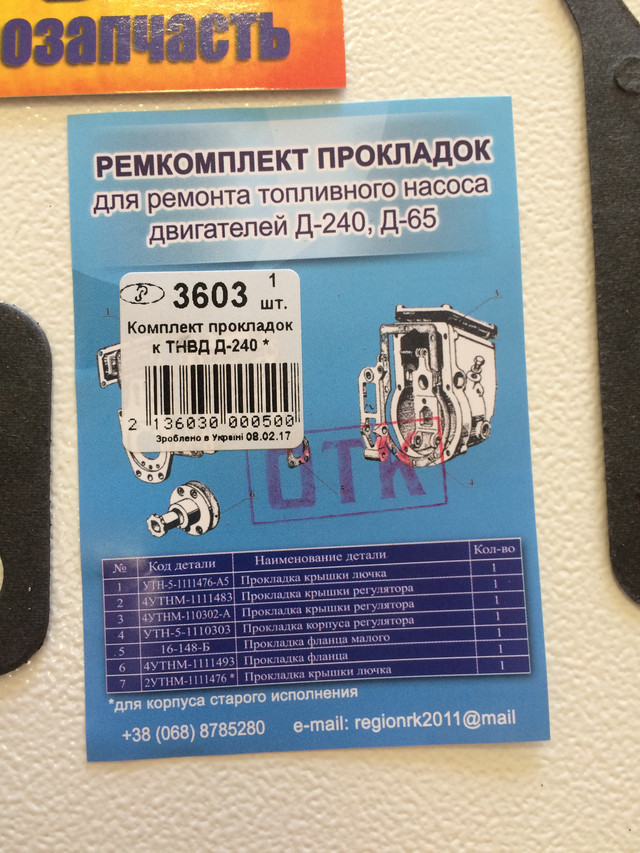 озапчасть
РЕМКОМПЛЕКТ ПРОКЛАДОК
для ремонта топливного насоса
двигателей Д-240, Д-65
3603 1 шт.
Комплект прокладок
к ТНВД Д-240 *
2 136030 000500
Зроблено в Україні 08.02.17
ОТК
№ Код детали Наименование детали Кол-во
1 УТН-5-1111476-А5 Прокладка крышки лючка 1
2 4УТНМ-1111483 Прокладка крышки регулятора 1
3 4УТНМ-110302-А Прокладка крышки регулятора 1
4 УТН-5-1110303 Прокладка корпуса регулятора 1
5 16-148-Б Прокладка фланца малого 1
6 4УТНМ-1111493 Прокладка фланца 1
7 2УТНМ-1111476 * Прокладка крышки лючка 1
*для корпуса старого исполнения
+38 (068) 8785280 e-mail: regionrk2011@mail